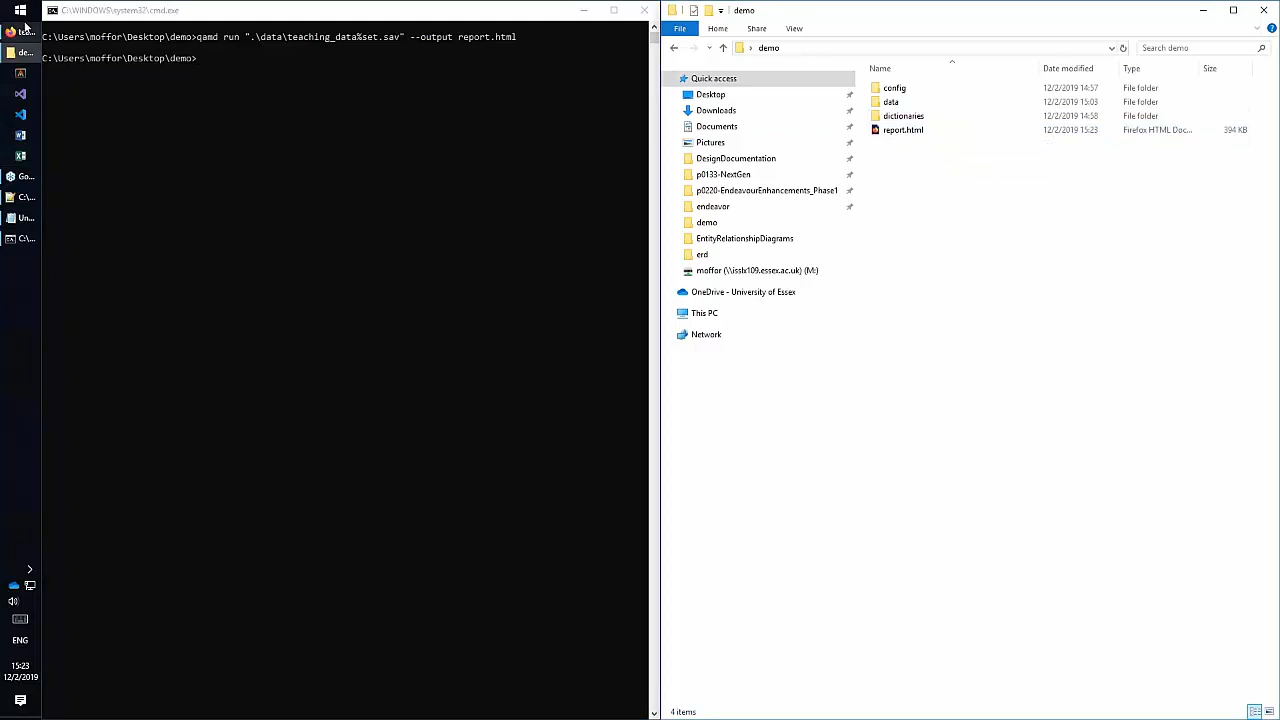 C:\WINDOWS\system32\cmd.exe
C:\Users\moffor\Desktop\demo>qamd run ".\data\teaching_data%set.sav" --output report.html
C:\Users\moffor\Desktop\demo>
ENG
15:23
12/2/2019
demo
File Home Share View
demo
Search demo
Name Date modified Type Size
config 12/2/2019 14:57 File folder
data 12/2/2019 15:03 File folder
dictionaries 12/2/2019 14:58 File folder
report.html 12/2/2019 15:23 Firefox HTML Doc... 394 KB
Quick access
Desktop
Downloads
Documents
Pictures
DesignDocumentation
p0133-NextGen
p0220-EndeavourEnhancements_Phase1
endeavor
demo
EntityRelationshipDiagrams
erd
moffor (\\isslx109.essex.ac.uk) (M:)
OneDrive - University of Essex
This PC
Network
4 items